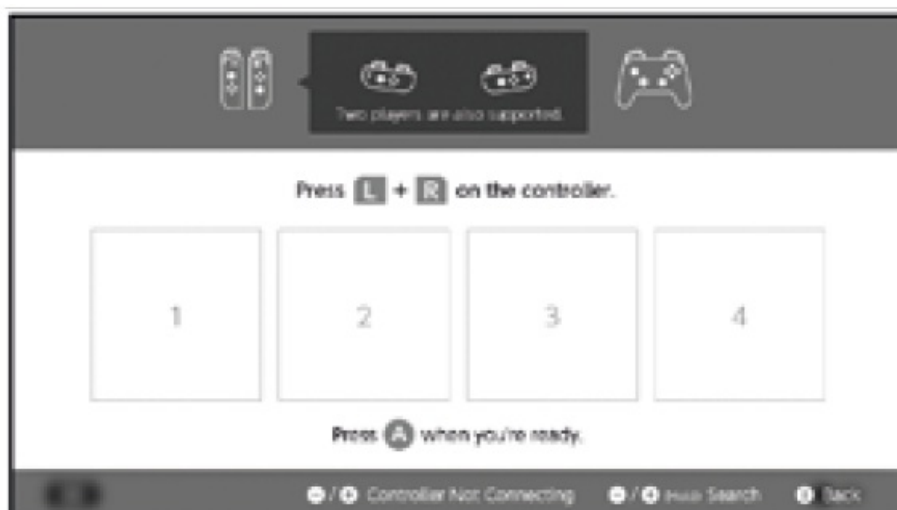 Two players are also supported.
Press L + R on the controller.
1 2 3 4
Press A when you're ready.
−/+ Controller Not Connecting −/+ (Hold) Search B Back